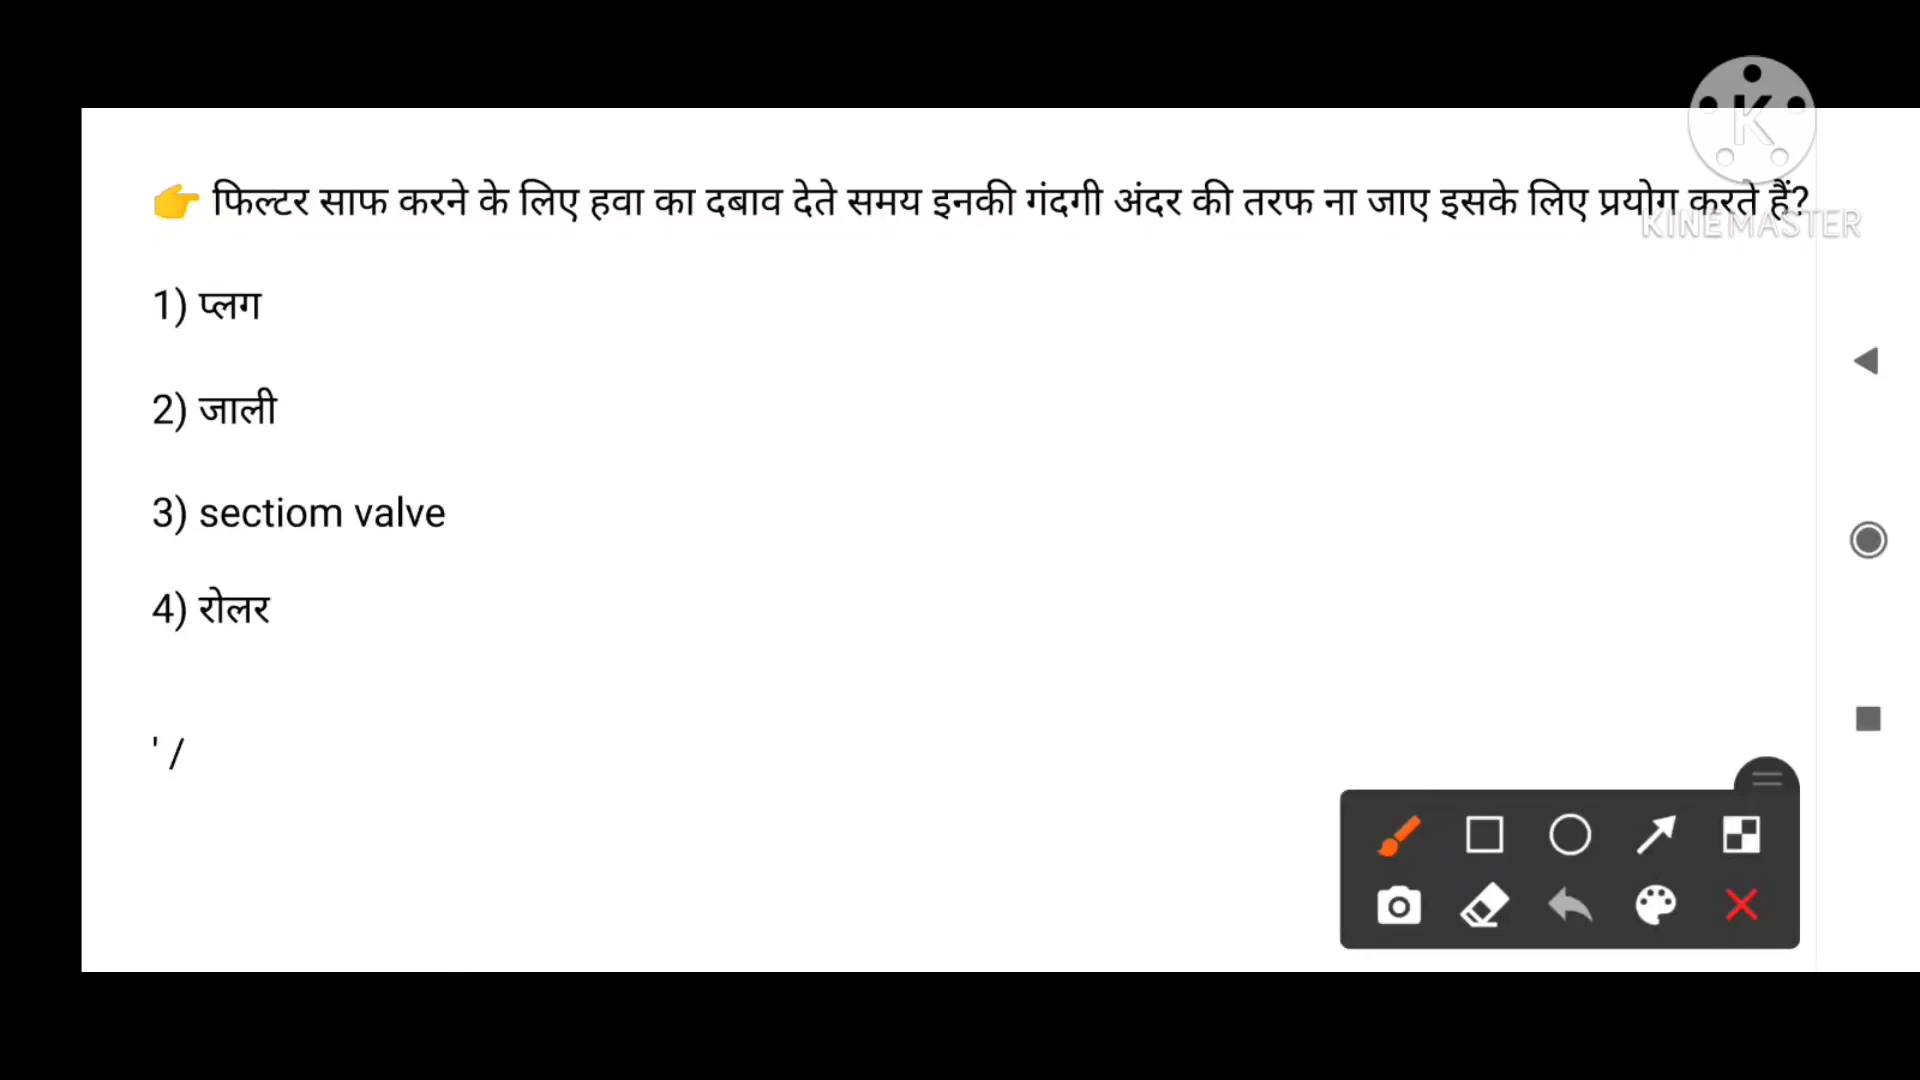 👉 फिल्टर साफ करने के लिए हवा का दबाव देते समय इनकी गंदगी अंदर की तरफ ना जाए इसके लिए प्रयोग करते हैं?
K
KINEMASTER
1) प्लग
2) जाली
3) sectiom valve
4) रोलर
' /